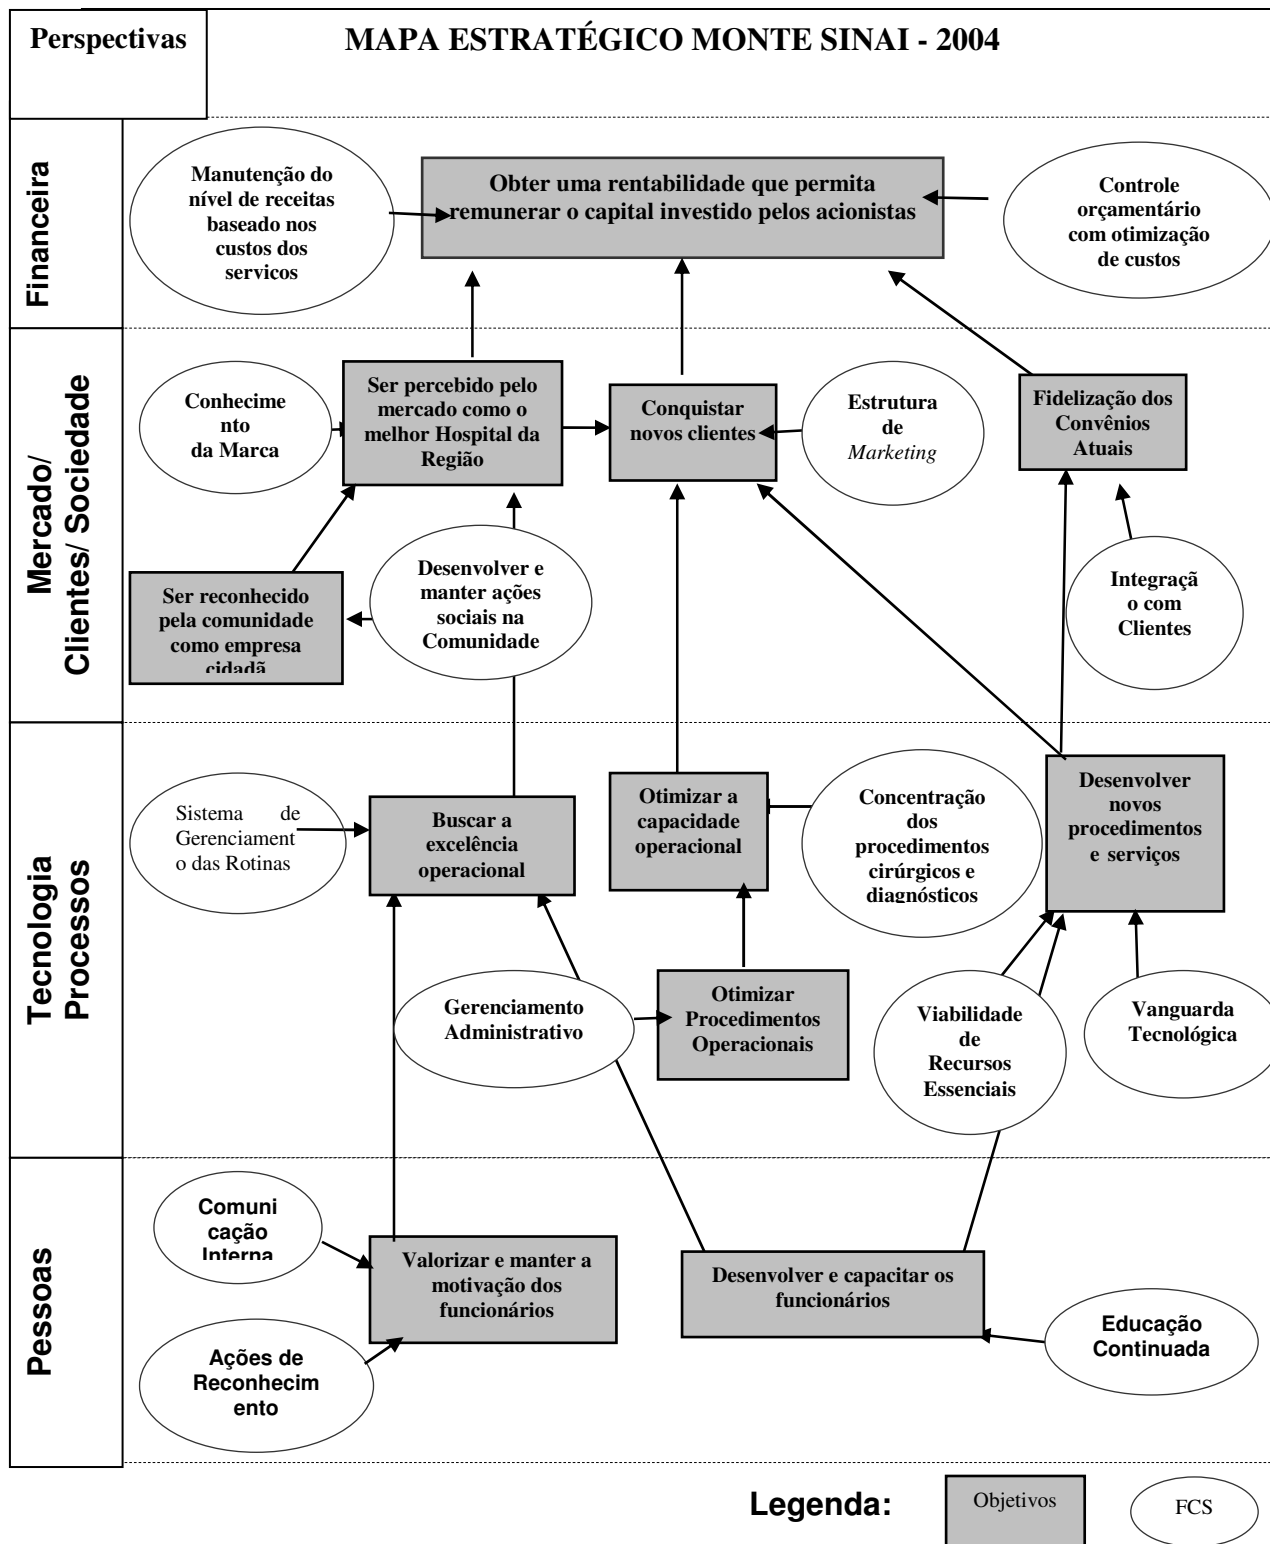 Perspectivas
MAPA ESTRATÉGICO MONTE SINAI - 2004
Financeira
Manutenção do
nível de receitas
baseado nos
custos dos
servicos
Obter uma rentabilidade que permita
remunerar o capital investido pelos acionistas
Controle
orçamentário
com otimização
de custos
Mercado/
Clientes/ Sociedade
Conhecime
nto
da Marca
Ser percebido pelo
mercado como o
melhor Hospital da
Região
Conquistar
novos clientes
Estrutura
de
Marketing
Fidelização dos
Convênios
Atuais
Ser reconhecido
pela comunidade
como empresa
cidadã
Desenvolver e
manter ações
sociais na
Comunidade
Integraçã
o com
Clientes
Tecnologia
Processos
Sistema de
Gerenciament
o das Rotinas
Buscar a
excelência
operacional
Otimizar a
capacidade
operacional
Concentração
dos
procedimentos
cirúrgicos e
diagnósticos
Desenvolver
novos
procedimentos
e serviços
Gerenciamento
Administrativo
Otimizar
Procedimentos
Operacionais
Viabilidade
de
Recursos
Essenciais
Vanguarda
Tecnológica
Pessoas
Comuni
cação
Interna
Valorizar e manter a
motivação dos
funcionários
Desenvolver e capacitar os
funcionários
Ações de
Reconhecim
ento
Educação
Continuada
Legenda:
Objetivos
FCS